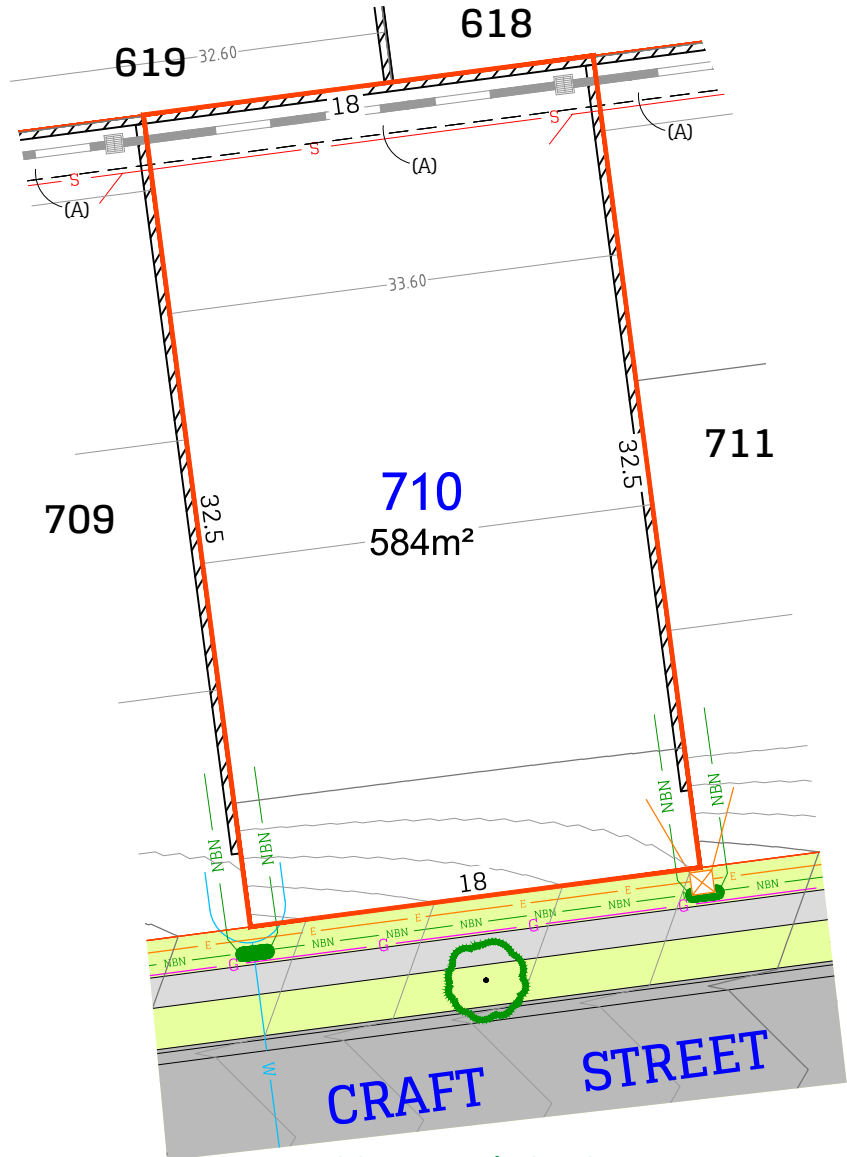 618
619
32.60
18
S
S
S
(A)
(A)
(A)
33.60
32.5
711
710
584m²
709
32.5
NBN
NBN
NBN
NBN
18
E
E
E
E
E
E
NBN
NBN
NBN
NBN
NBN
NBN
G
G
G
G
W
CRAFT STREET